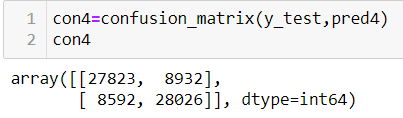 1 con4=confusion_matrix(y_test,pred4)
2 con4
array([[27823,  8932],
       [ 8592, 28026]], dtype=int64)